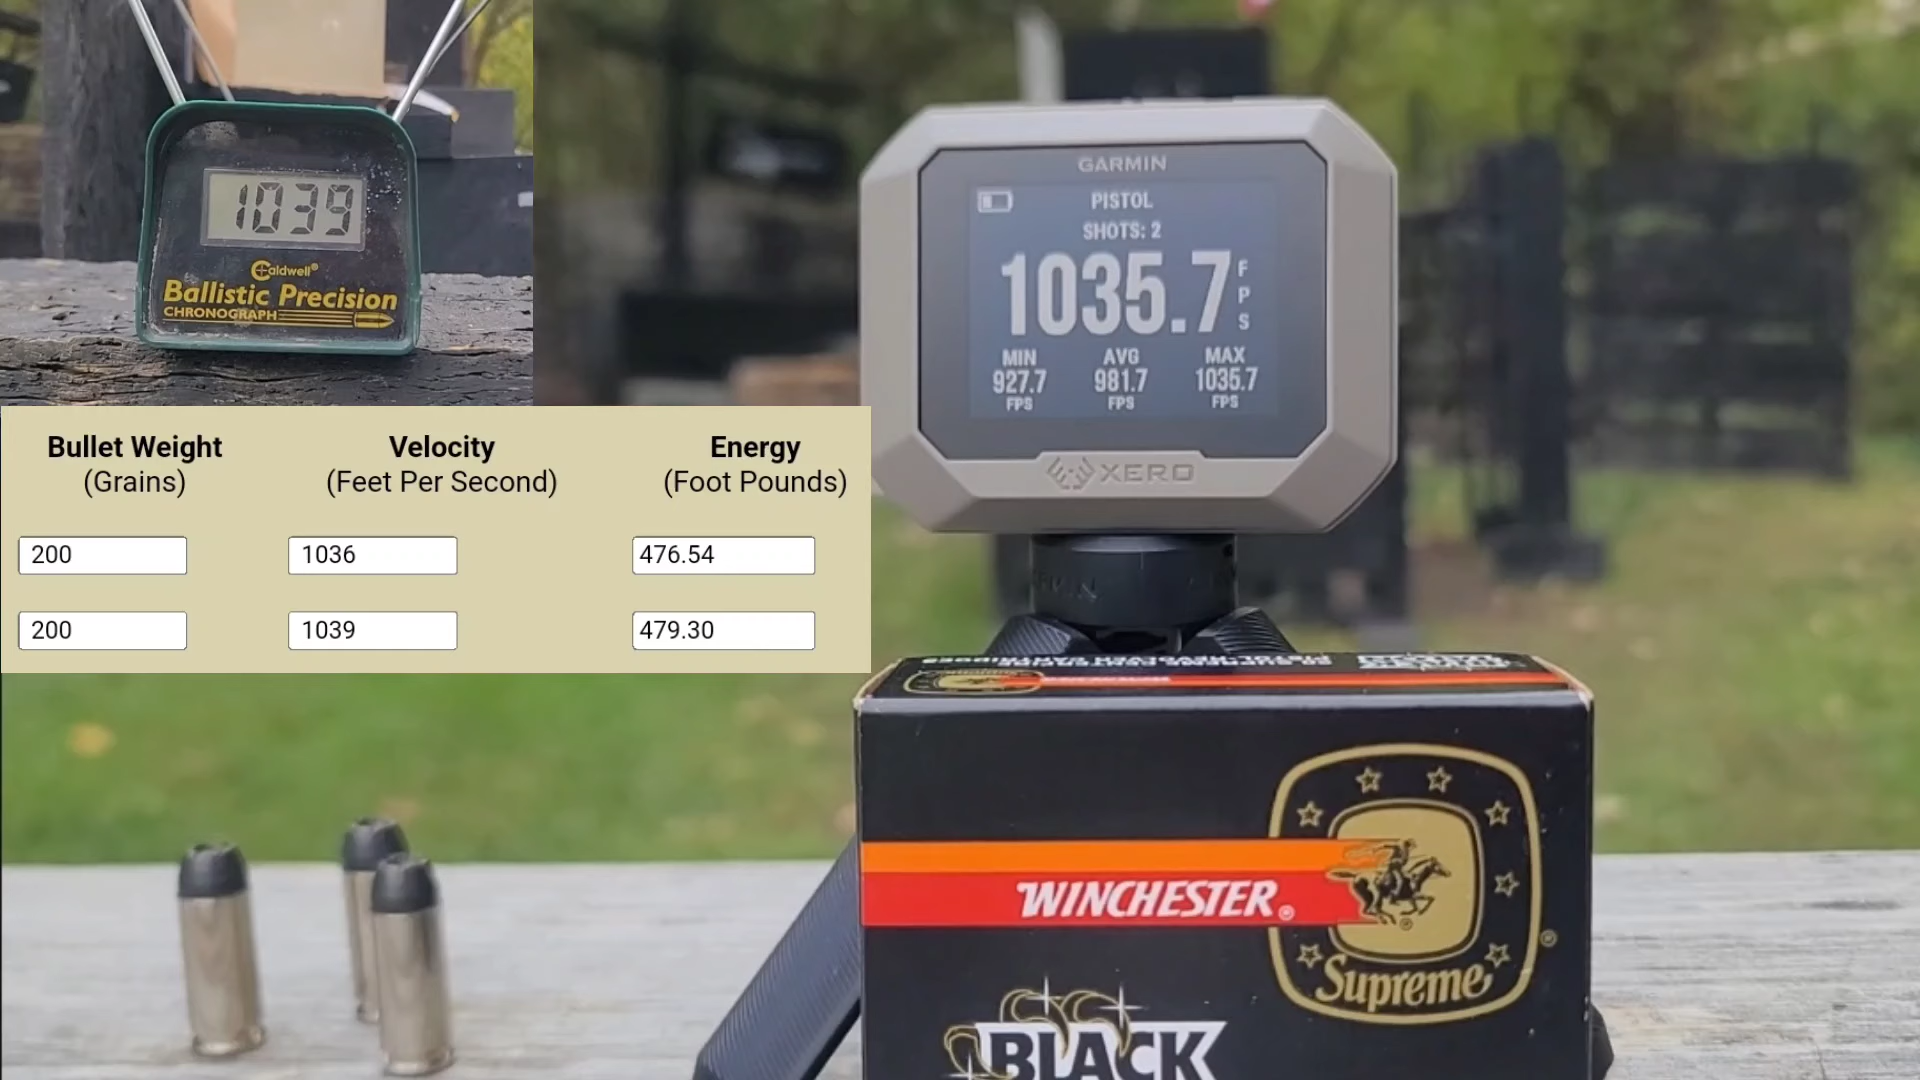 1039
Caldwell®
Ballistic Precision
CHRONOGRAPH
GARMIN
PISTOL
SHOTS: 2
1035.7 FPS
MIN AVG MAX
927.7 981.7 1035.7
FPS FPS FPS
XERO
Bullet Weight Velocity Energy
(Grains) (Feet Per Second) (Foot Pounds)
200 1036 476.54
200 1039 479.30
WINCHESTER®
Supreme
®
BLACK